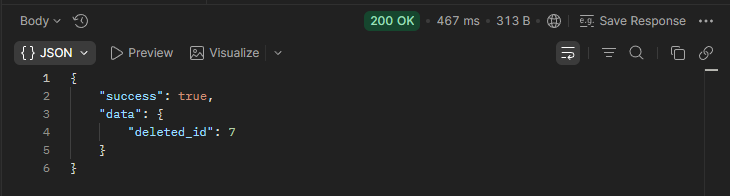 Body 200 OK • 467 ms • 313 B e.g. Save Response
{} JSON Preview Visualize
1 {
2     "success": true,
3     "data": {
4         "deleted_id": 7
5     }
6 }